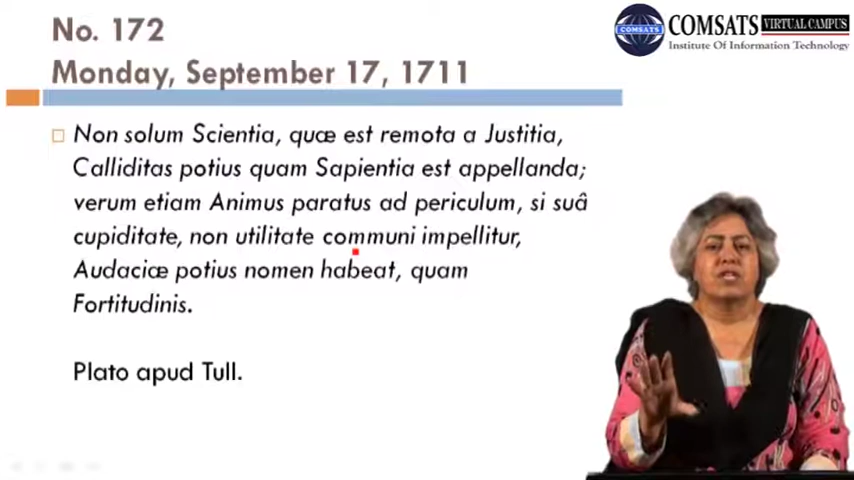 No. 172
Monday, September 17, 1711
COMSATS VIRTUAL CAMPUS
Institute Of Information Technology
COMSATS
Non solum Scientia, quæ est remota a Justitia,
Calliditas potius quam Sapientia est appellanda;
verum etiam Animus paratus ad periculum, si suâ
cupiditate, non utilitate communi impellitur,
Audaciæ potius nomen habeat, quam
Fortitudinis.
Plato apud Tull.